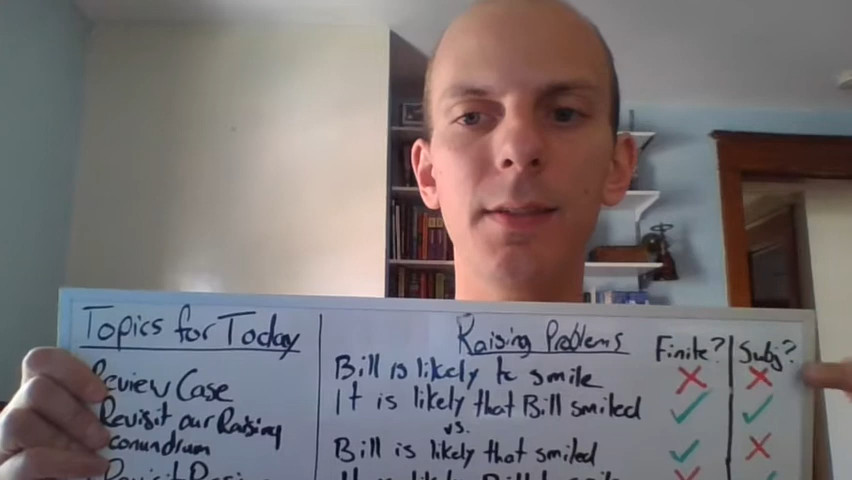 Topics for Today
Review Case
Revisit our Raising
conundrum
Revisit
Raising Problems
Finite? Subj?
Bill is likely to smile ✗ ✗
It is likely that Bill smiled ✓ ✓
vs.
Bill is likely that smiled ✓ ✗